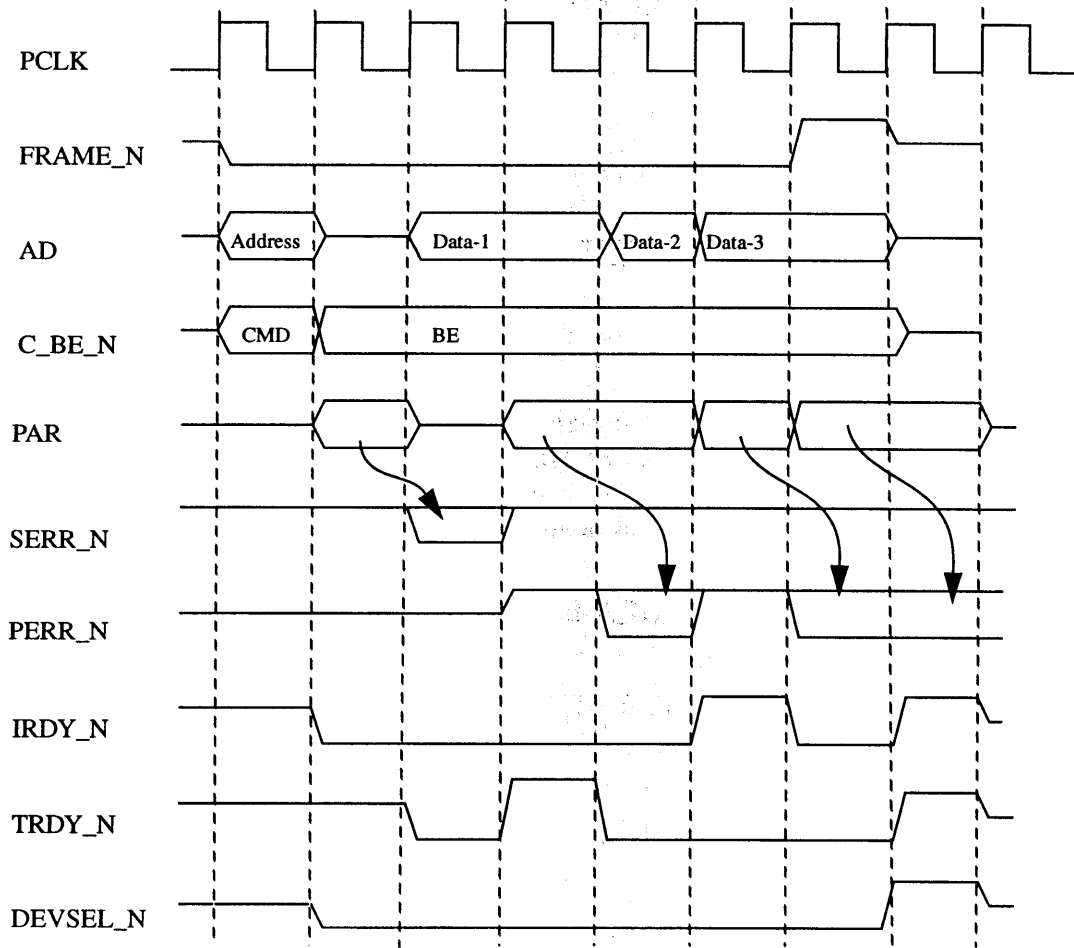 PCLK
FRAME_N
AD
Address
Data-1
Data-2
Data-3
C_BE_N
CMD
BE
PAR
SERR_N
PERR_N
IRDY_N
TRDY_N
DEVSEL_N